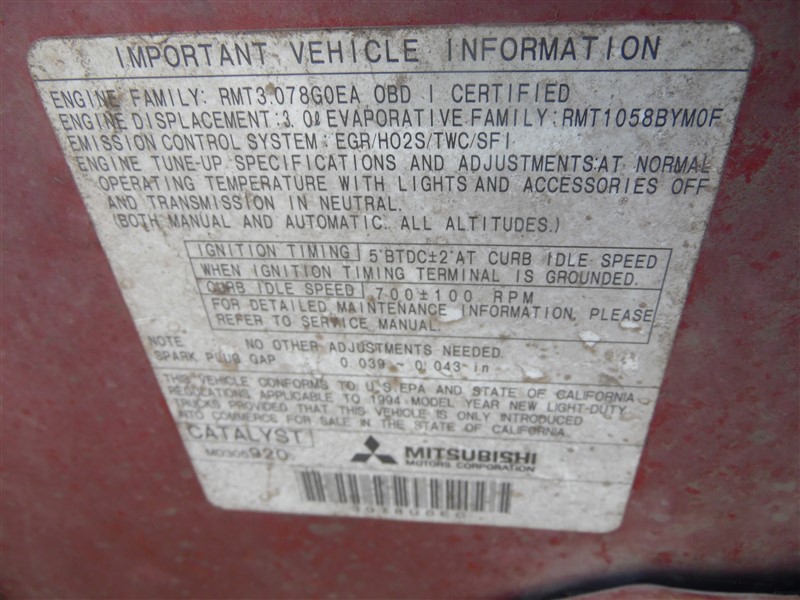 IMPORTANT VEHICLE INFORMATION
ENGINE FAMILY: RMT3.078G0EA OBD I CERTIFIED
ENGINE DISPLACEMENT:3.0ℓ EVAPORATIVE FAMILY:RMT1058BYM0F
EMISSION CONTROL SYSTEM:EGR/HO2S/TWC/SFI
ENGINE TUNE-UP SPECIFICATIONS AND ADJUSTMENTS:AT NORMAL
OPERATING TEMPERATURE WITH LIGHTS AND ACCESSORIES OFF
AND TRANSMISSION IN NEUTRAL.
(BOTH MANUAL AND AUTOMATIC. ALL ALTITUDES.)
IGNITION TIMING 5°BTDC±2°AT CURB IDLE SPEED
WHEN IGNITION TIMING TERMINAL IS GROUNDED.
CURB IDLE SPEED 700±100 RPM
FOR DETAILED MAINTENANCE INFORMATION, PLEASE
REFER TO SERVICE MANUAL.
NOTE NO OTHER ADJUSTMENTS NEEDED.
SPARK PLUG GAP 0.039 - 0.043 in
THIS VEHICLE CONFORMS TO U.S.EPA AND STATE OF CALIFORNIA
REGULATIONS APPLICABLE TO 1994 MODEL YEAR NEW LIGHT-DUTY
TRUCKS PROVIDED THAT THIS VEHICLE IS ONLY INTRODUCED
INTO COMMERCE FOR SALE IN THE STATE OF CALIFORNIA
CATALYST
MD305920
MITSUBISHI
MOTORS CORPORATION